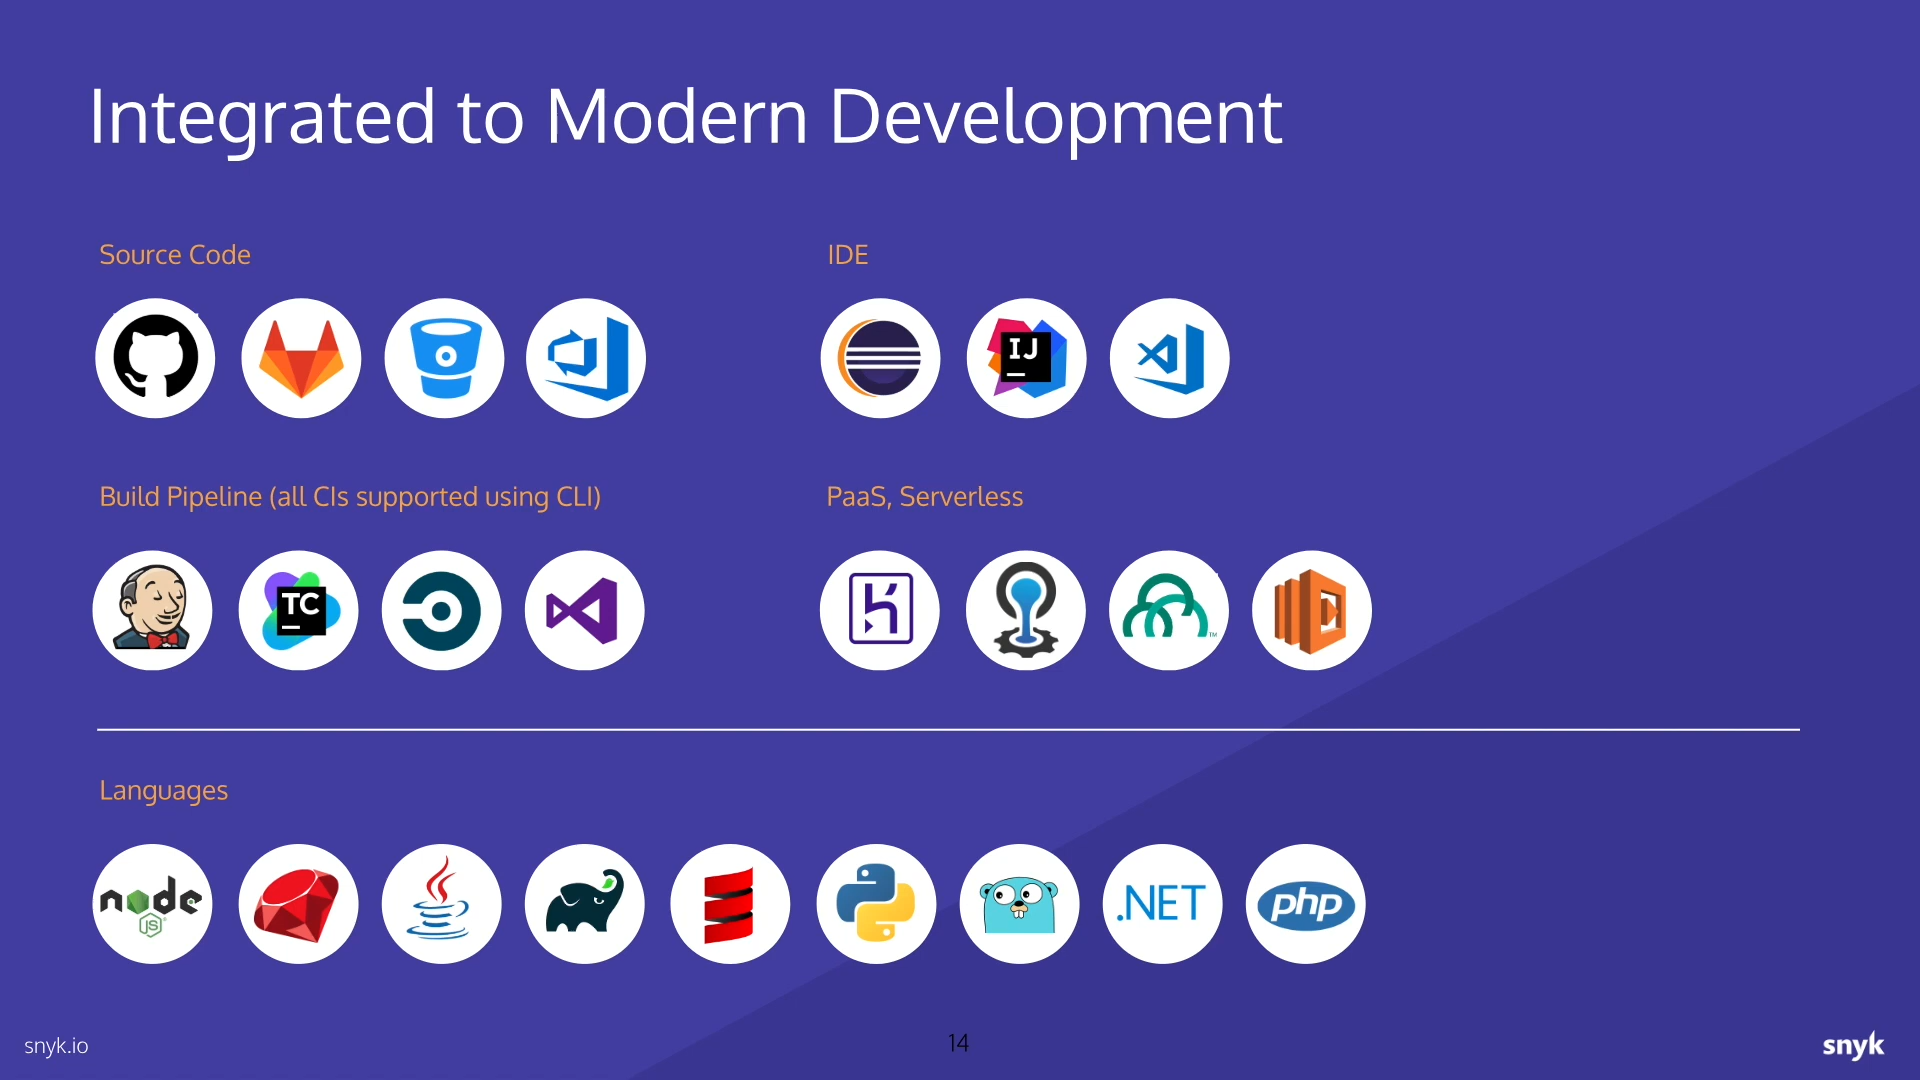 Integrated to Modern Development
Source Code
IDE
IJ
Build Pipeline (all CIs supported using CLI)
PaaS, Serverless
TC
TM
Languages
node
JS
.NET
php
snyk.io
14
snyk